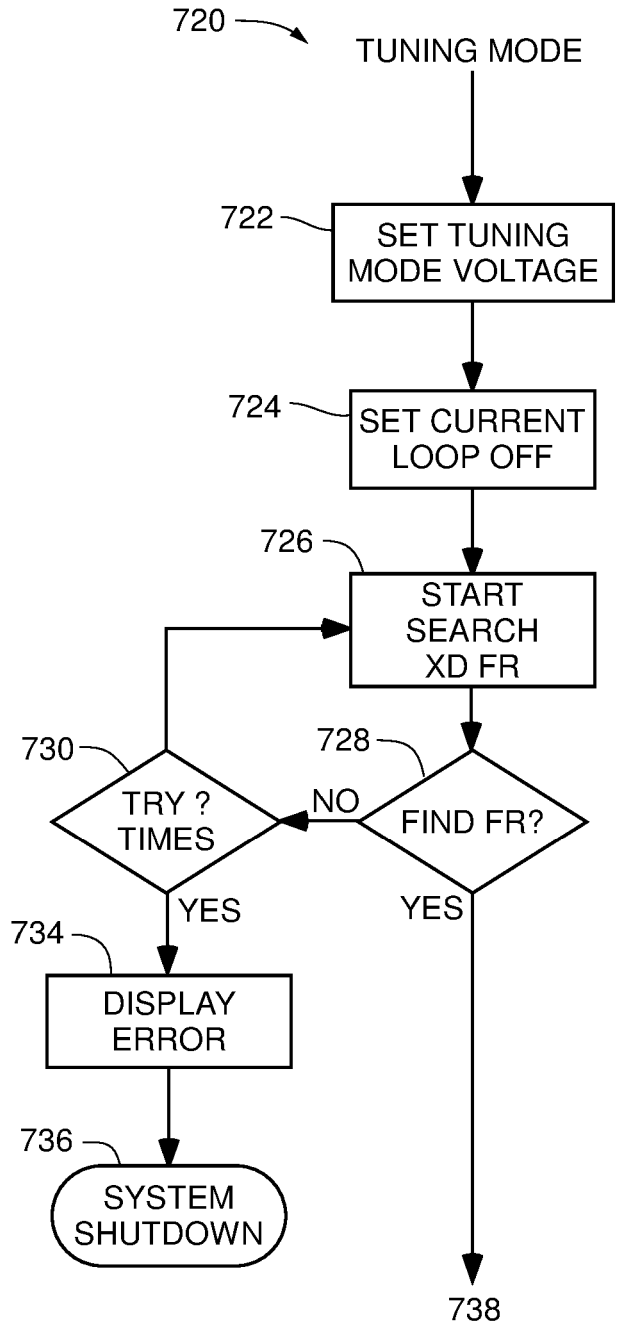 720
TUNING MODE
722
SET TUNING
MODE VOLTAGE
724
SET CURRENT
LOOP OFF
726
START
SEARCH
XD FR
730
728
TRY ?
TIMES
NO
FIND FR?
YES
YES
734
DISPLAY
ERROR
736
SYSTEM
SHUTDOWN
738